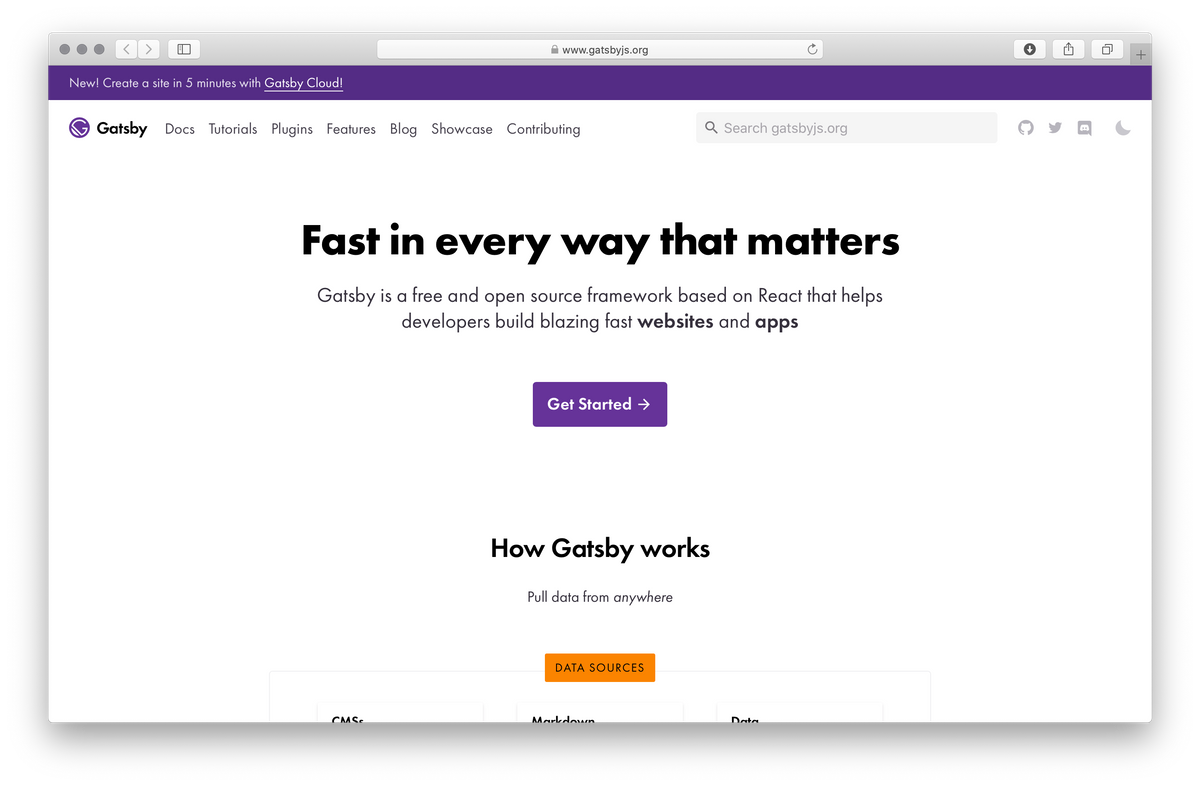 www.gatsbyjs.org
New! Create a site in 5 minutes with Gatsby Cloud!
Gatsby Docs Tutorials Plugins Features Blog Showcase Contributing Search gatsbyjs.org
Fast in every way that matters
Gatsby is a free and open source framework based on React that helps
developers build blazing fast websites and apps
Get Started →
How Gatsby works
Pull data from anywhere
DATA SOURCES
CMSs Markdown Data